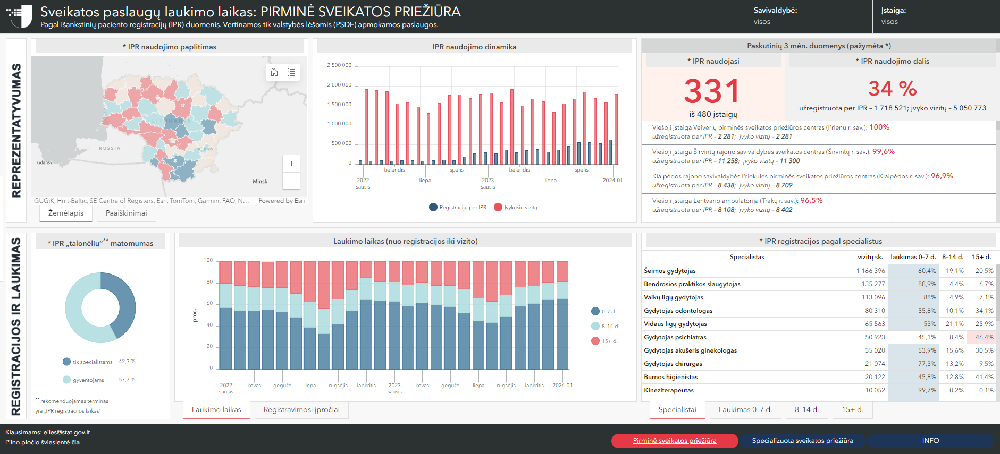 Sveikatos paslaugų laukimo laikas: PIRMINĖ SVEIKATOS PRIEŽIŪRA
Pagal išankstinių paciento registracijų (IPR) duomenis. Vertinamos tik valstybės lėšomis (PSDF) apmokamos paslaugos.
Savivaldybė:
visos
Įstaiga:
visos
REPREZENTATYVUMAS
* IPR naudojimo paplitimas
LITHUANIA
RUSSIA
Vilnius
Gdansk
Minsk
GUGiK, Hnit-Baltic, SE Centre of Registers, Esri, TomTom, Garmin, FAO, N... Powered by Esri
Žemėlapis
Paaiškinimai
IPR naudojimo dinamika
2 500 000
2 000 000
1 500 000
1 000 000
500 000
0
balandis spalis balandis spalis
2022 sausis liepa 2023 sausis liepa 2024-01
Registracijų per IPR Įvykusių vizitų
Paskutinių 3 mėn. duomenys (pažymėta *)
* IPR naudojasi
331
iš 480 įstaigų
* IPR naudojimo dalis
34 %
užregistruota per IPR – 1 718 521; įvyko vizitų – 5 050 773
Viešoji įstaiga Veiverių pirminės sveikatos priežiūros centras (Prienų r. sav.): 100%
užregistruota per IPR – 2 281; įvyko vizitų – 2 281
Viešoji įstaiga Širvintų rajono savivaldybės sveikatos centras (Širvintų r. sav.): 99,6%
užregistruota per IPR – 11 258; įvyko vizitų – 11 300
Klaipėdos rajono savivaldybės Priekulės pirminės sveikatos priežiūros centras (Klaipėdos r. sav.): 96,9%
užregistruota per IPR – 8 438; įvyko vizitų – 8 709
Viešoji įstaiga Lentvario ambulatorija (Trakų r. sav.): 96,5%
užregistruota per IPR – 8 108; įvyko vizitų – 8 402
REGISTRACIJOS IR LAUKIMAS
* IPR „talonėlių“** matomumas
tik specialistams 42,3 %
gyventojams 57,7 %
** rekomenduojamas terminas
yra „IPR registracijos laikas“
Laukimo laikas (nuo registracijos iki vizito)
proc.
100
80
60
40
20
0
2022 sausis kovas gegužė liepa rugsėjis lapkritis 2023 sausis kovas gegužė liepa rugsėjis lapkritis 2024-01
0–7 d.
8–14 d.
15+ d.
Laukimo laikas
Registravimosi įpročiai
* IPR registracijos pagal specialistus
Specialistas vizitų sk. laukimas 0–7 d. 8–14 d. 15+ d.
Šeimos gydytojas 1 166 396 60,4% 19,1% 20,5%
Bendrosios praktikos slaugytojas 135 277 88,9% 4,4% 6,7%
Vaikų ligų gydytojas 113 096 88% 4,9% 7,1%
Gydytojas odontologas 80 310 55,8% 10,1% 34,1%
Vidaus ligų gydytojas 65 563 53% 21,1% 25,9%
Gydytojas psichiatras 50 923 45,1% 8,4% 46,4%
Gydytojas akušeris ginekologas 35 020 53,9% 15,6% 30,5%
Gydytojas chirurgas 21 074 77,3% 13,2% 9,5%
Burnos higienistas 20 122 45,8% 12,8% 41,4%
Kineziterapeutas 10 052 99,7% 0,2% 0,1%
Specialistai
Laukimas 0–7 d.
8–14 d.
15+ d.
Klausimams: eiles@stat.gov.lt
Pilno pločio švieslentė čia
Pirminė sveikatos priežiūra
Specializuota sveikatos priežiūra
INFO